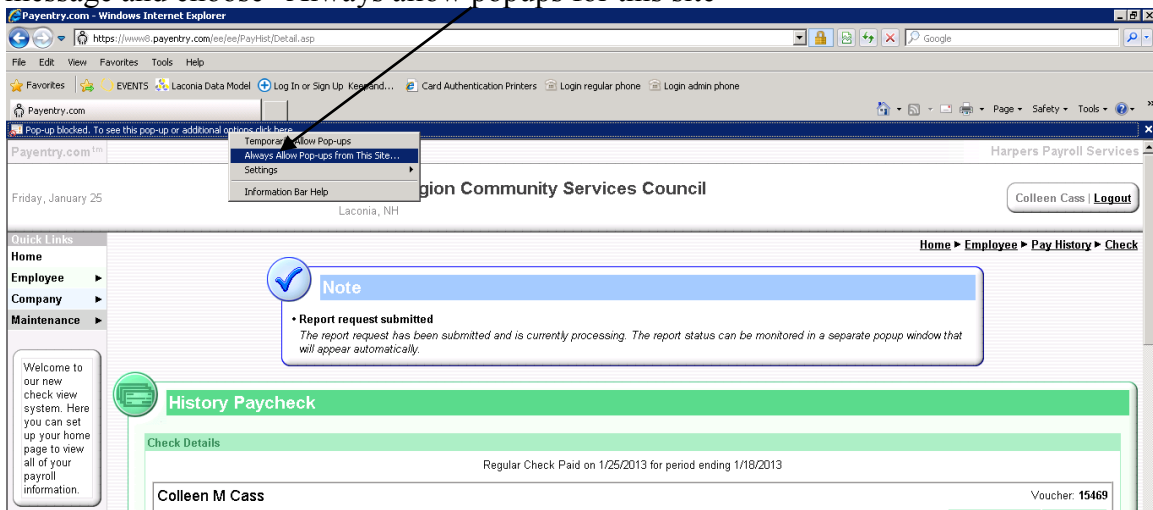 message and choose "Always allow popups for this site"
Payentry.com - Windows Internet Explorer
https://www8.payentry.com/ee/ee/PayHist/Detail.asp
Google
File Edit View Favorites Tools Help
Favorites EVENTS Laconia Data Model Log In or Sign Up Keep and... Card Authentication Printers Login regular phone Login admin phone
Payentry.com
Page Safety Tools
Pop-up blocked. To see this pop-up or additional options click here
Temporarily Allow Pop-ups
Always Allow Pop-ups from This Site...
Settings
Information Bar Help
Payentry.com tm
Harpers Payroll Services
Friday, January 25
gion Community Services Council
Laconia, NH
Colleen Cass | Logout
Quick Links
Home
Employee
Company
Maintenance
Home ► Employee ► Pay History ► Check
Note
• Report request submitted
The report request has been submitted and is currently processing. The report status can be monitored in a separate popup window that
will appear automatically.
Welcome to
our new
check view
system. Here
you can set
up your home
page to view
all of your
payroll
information.
History Paycheck
Check Details
Regular Check Paid on 1/25/2013 for period ending 1/18/2013
Colleen M Cass
Voucher: 15469